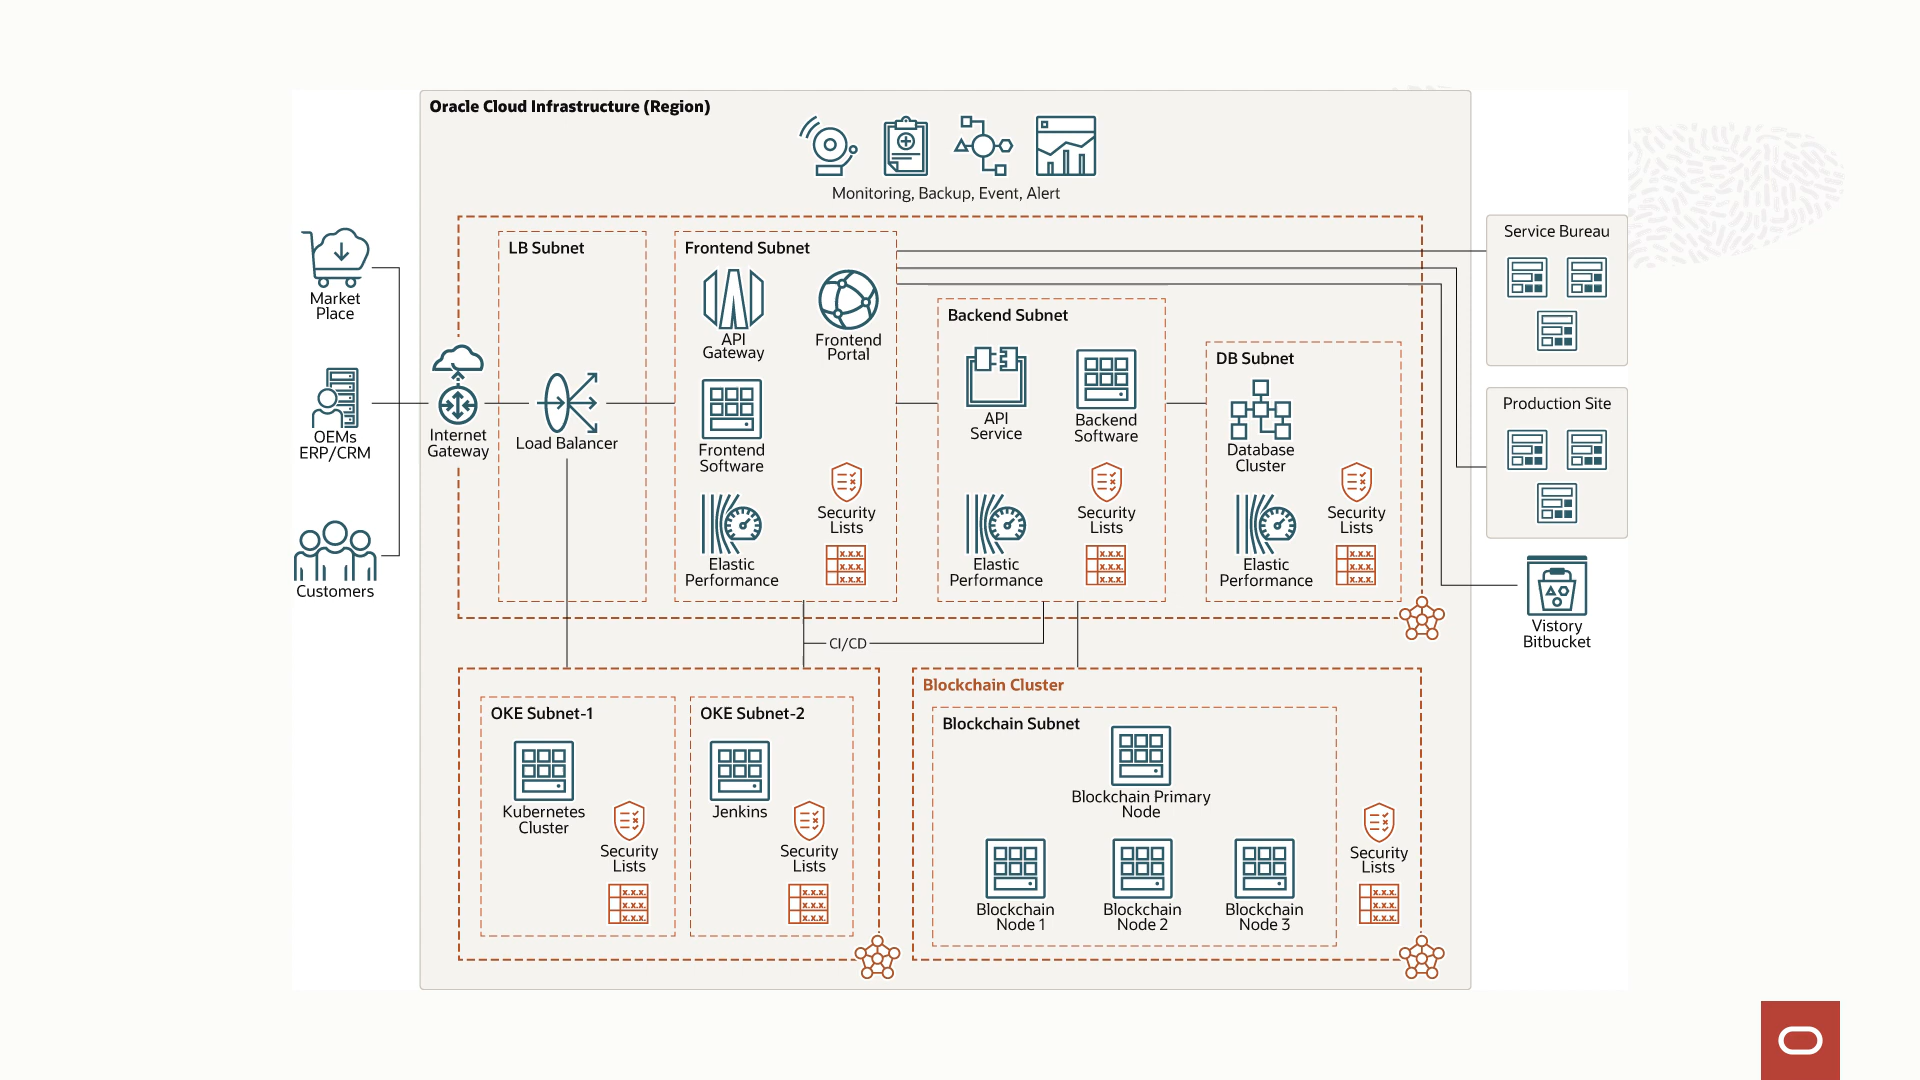 Oracle Cloud Infrastructure (Region)
Monitoring, Backup, Event, Alert
Market
Place
OEMs
ERP/CRM
Customers
Internet
Gateway
LB Subnet
Load Balancer
Frontend Subnet
API
Gateway
Frontend
Portal
Frontend
Software
Elastic
Performance
Security
Lists
x.x.x.
x.x.x.
x.x.x.
Backend Subnet
API
Service
Backend
Software
Elastic
Performance
Security
Lists
x.x.x.
x.x.x.
x.x.x.
DB Subnet
Database
Cluster
Elastic
Performance
Security
Lists
x.x.x.
x.x.x.
x.x.x.
Service Bureau
Production Site
Vistory
Bitbucket
CI/CD
OKE Subnet-1
Kubernetes
Cluster
Security
Lists
x.x.x.
x.x.x.
x.x.x.
OKE Subnet-2
Jenkins
Security
Lists
x.x.x.
x.x.x.
x.x.x.
Blockchain Cluster
Blockchain Subnet
Blockchain Primary
Node
Blockchain
Node 1
Blockchain
Node 2
Blockchain
Node 3
Security
Lists
x.x.x.
x.x.x.
x.x.x.